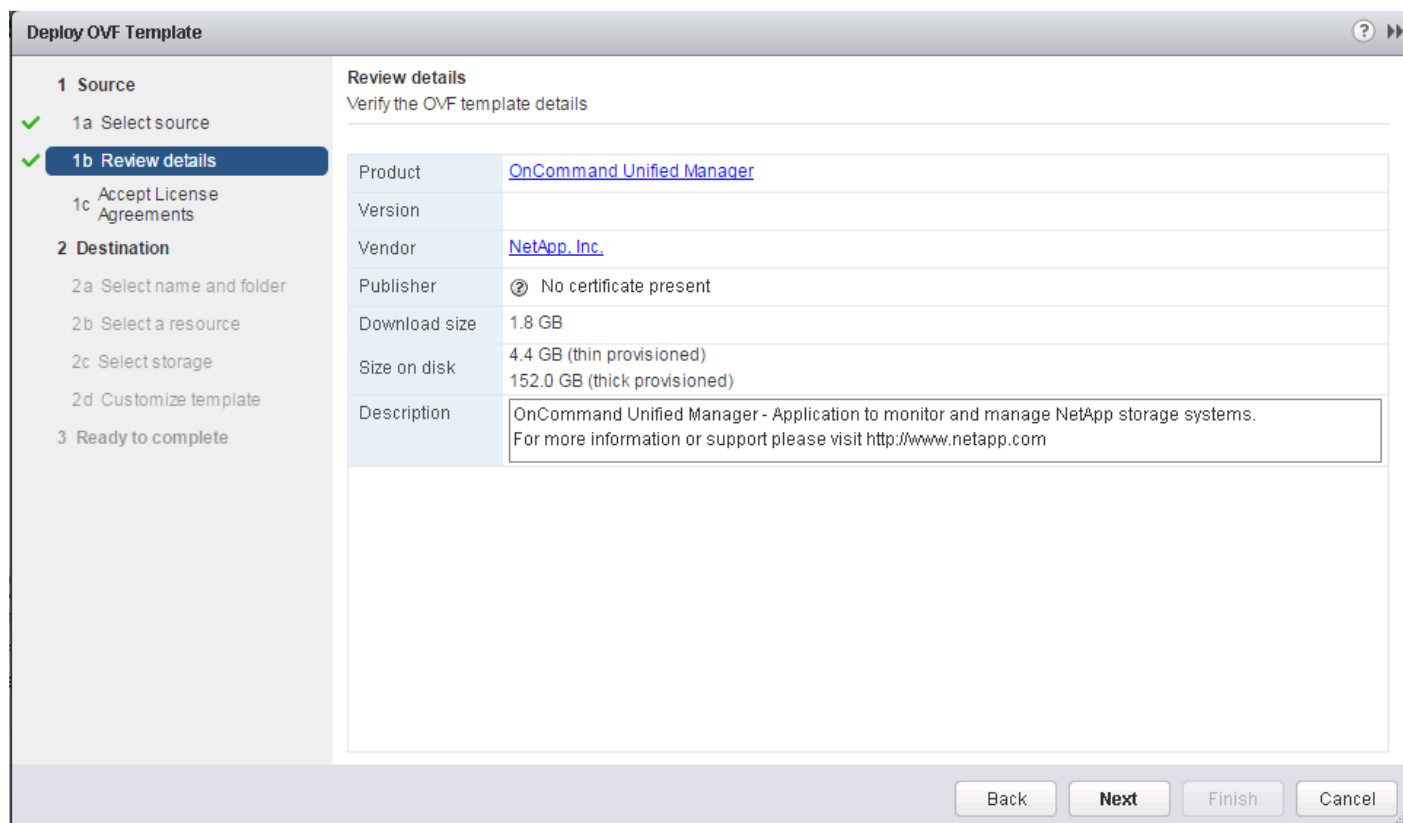 Deploy OVF Template
1 Source
1a Select source
1b Review details
1c Accept License
Agreements
2 Destination
2a Select name and folder
2b Select a resource
2c Select storage
2d Customize template
3 Ready to complete
Review details
Verify the OVF template details
Product OnCommand Unified Manager
Version
Vendor NetApp, Inc.
Publisher ? No certificate present
Download size 1.8 GB
Size on disk 4.4 GB (thin provisioned)
152.0 GB (thick provisioned)
Description OnCommand Unified Manager - Application to monitor and manage NetApp storage systems.
For more information or support please visit http://www.netapp.com
Back Next Finish Cancel